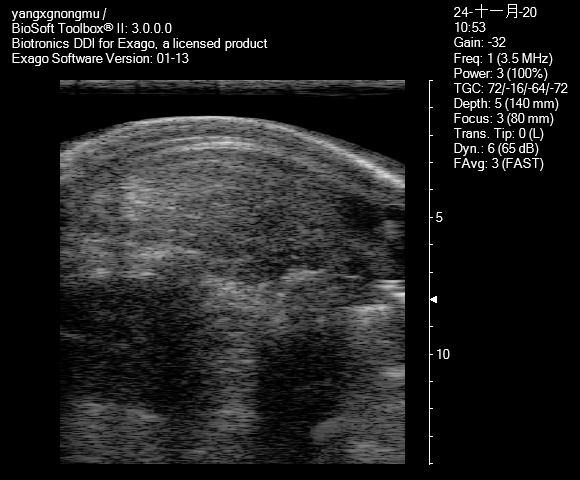 yangxgnongmu /
BioSoft Toolbox® II: 3.0.0.0
Biotronics DDI for Exago, a licensed product
Exago Software Version: 01-13
24-十一月-20
10:53
Gain: -32
Freq: 1 (3.5 MHz)
Power: 3 (100%)
TGC: 72/-16/-64/-72
Depth: 5 (140 mm)
Focus: 3 (80 mm)
Trans. Tip: 0 (L)
Dyn.: 6 (65 dB)
FAvg: 3 (FAST)
5
10